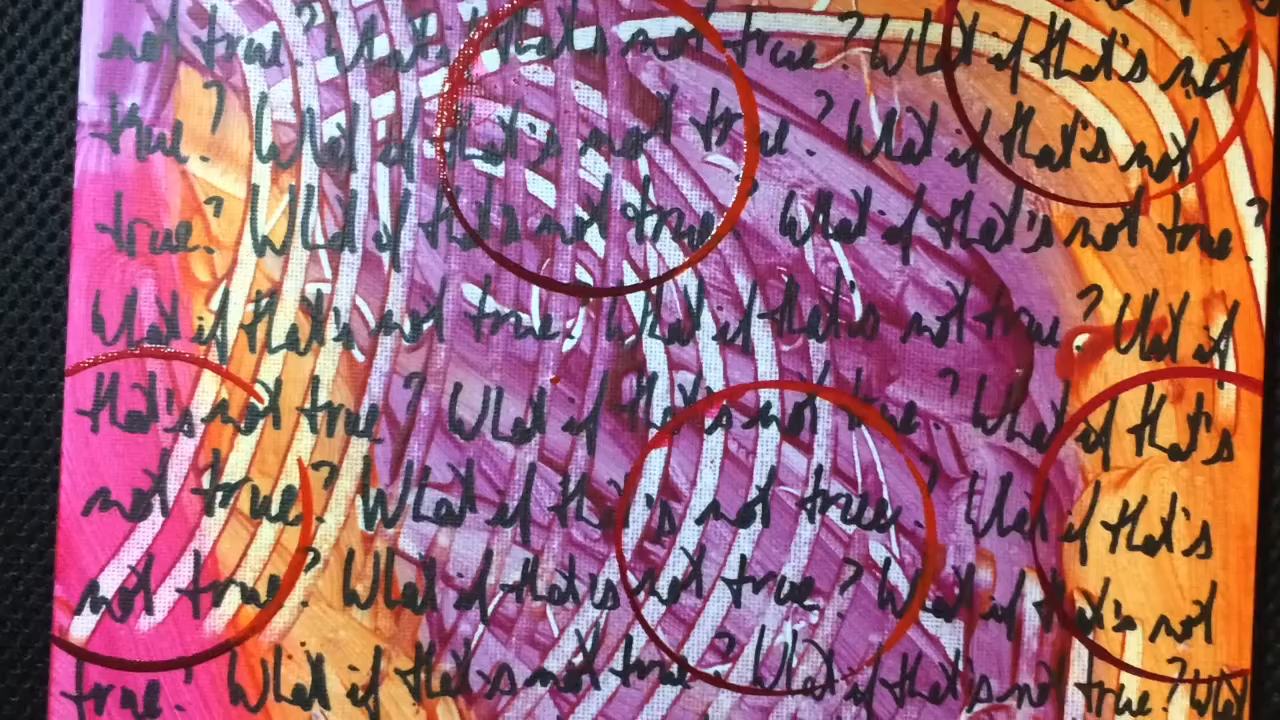 not true? What if that's not true? What if that's not
true? What if that's not true? What if that's not
true? What if that's not true? What if that's not true?
What if that's not true? What if that's not true? What if
that's not true? What if that's not true? What if that's
not true? What if that's not true? What if that's
not true? What if that's not true? What if that's not
true? What if that's not true? What if that's not true?